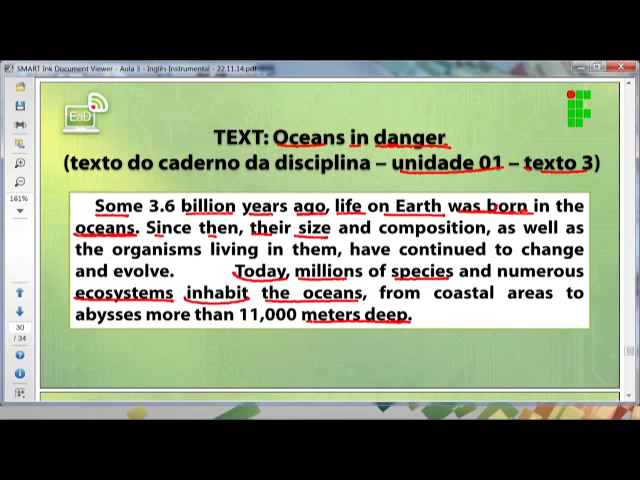 SMART Ink Document Viewer - Aula 3 - Inglês Instrumental - 22.11.14.pdf
EaD
TEXT: Oceans in danger
(texto do caderno da disciplina – unidade 01 – texto 3)
161%
Some 3.6 billion years ago, life on Earth was born in the
oceans. Since then, their size and composition, as well as
the organisms living in them, have continued to change
and evolve. Today, millions of species and numerous
ecosystems inhabit the oceans, from coastal areas to
abysses more than 11,000 meters deep.
30
/ 34